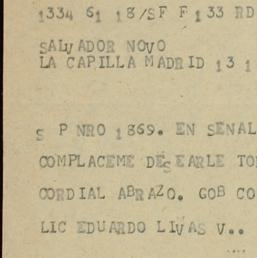 1334 61 18/SF F 133 RD
SALVADOR NOVO
LA CAPILLA MADRID 13 1
S P NRO 1869. EN SENAL
COMPLACEME DESEARLE TO
CORDIAL ABRAZO. GOB CO
LIC EDUARDO LIVAS V..
....